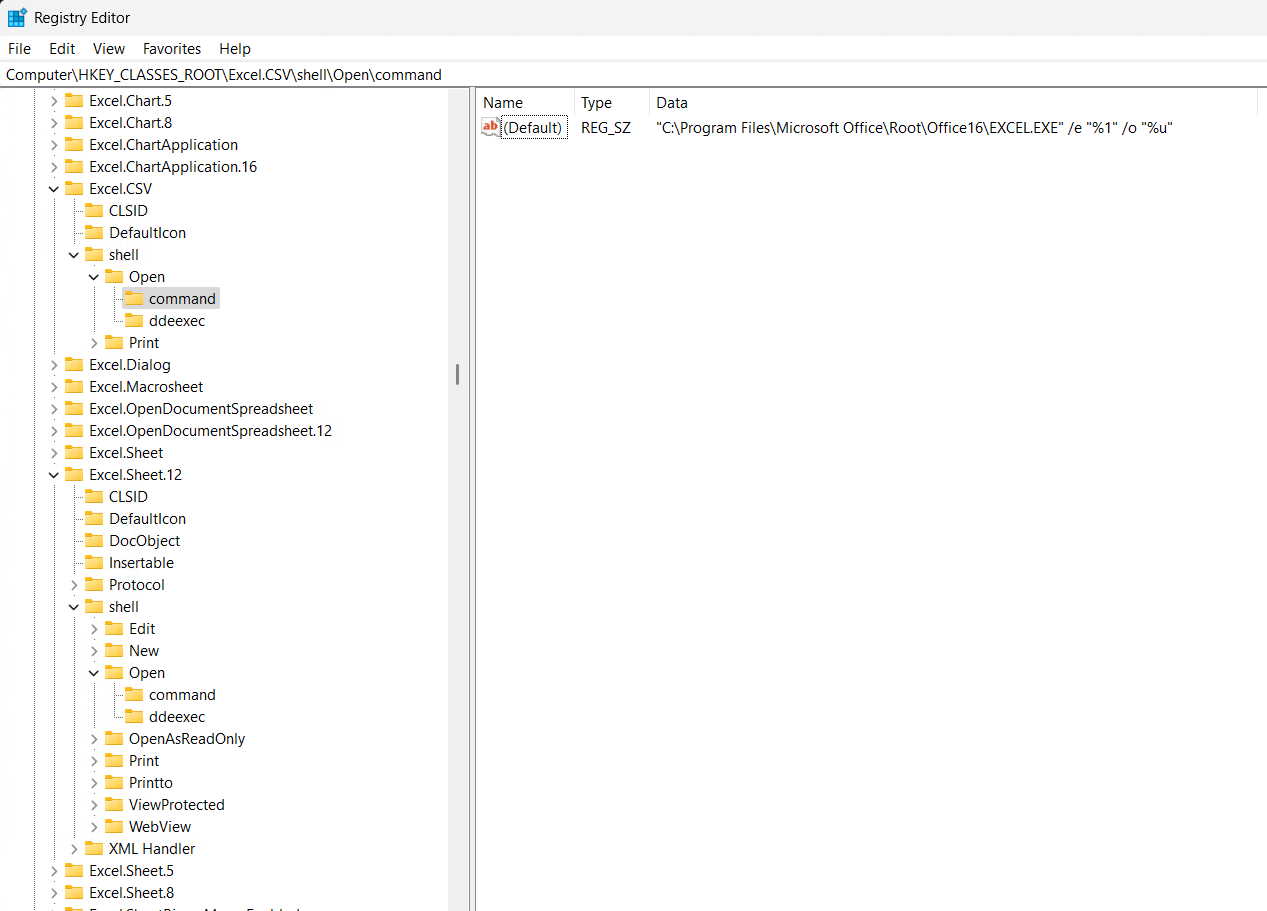 Registry Editor
File Edit View Favorites Help
Computer\HKEY_CLASSES_ROOT\Excel.CSV\shell\Open\command
Excel.Chart.5
Excel.Chart.8
Excel.ChartApplication
Excel.ChartApplication.16
Excel.CSV
CLSID
DefaultIcon
shell
Open
command
ddeexec
Print
Excel.Dialog
Excel.Macrosheet
Excel.OpenDocumentSpreadsheet
Excel.OpenDocumentSpreadsheet.12
Excel.Sheet
Excel.Sheet.12
CLSID
DefaultIcon
DocObject
Insertable
Protocol
shell
Edit
New
Open
command
ddeexec
OpenAsReadOnly
Print
Printto
ViewProtected
WebView
XML Handler
Excel.Sheet.5
Excel.Sheet.8
Name Type Data
ab (Default) REG_SZ "C:\Program Files\Microsoft Office\Root\Office16\EXCEL.EXE" /e "%1" /o "%u"